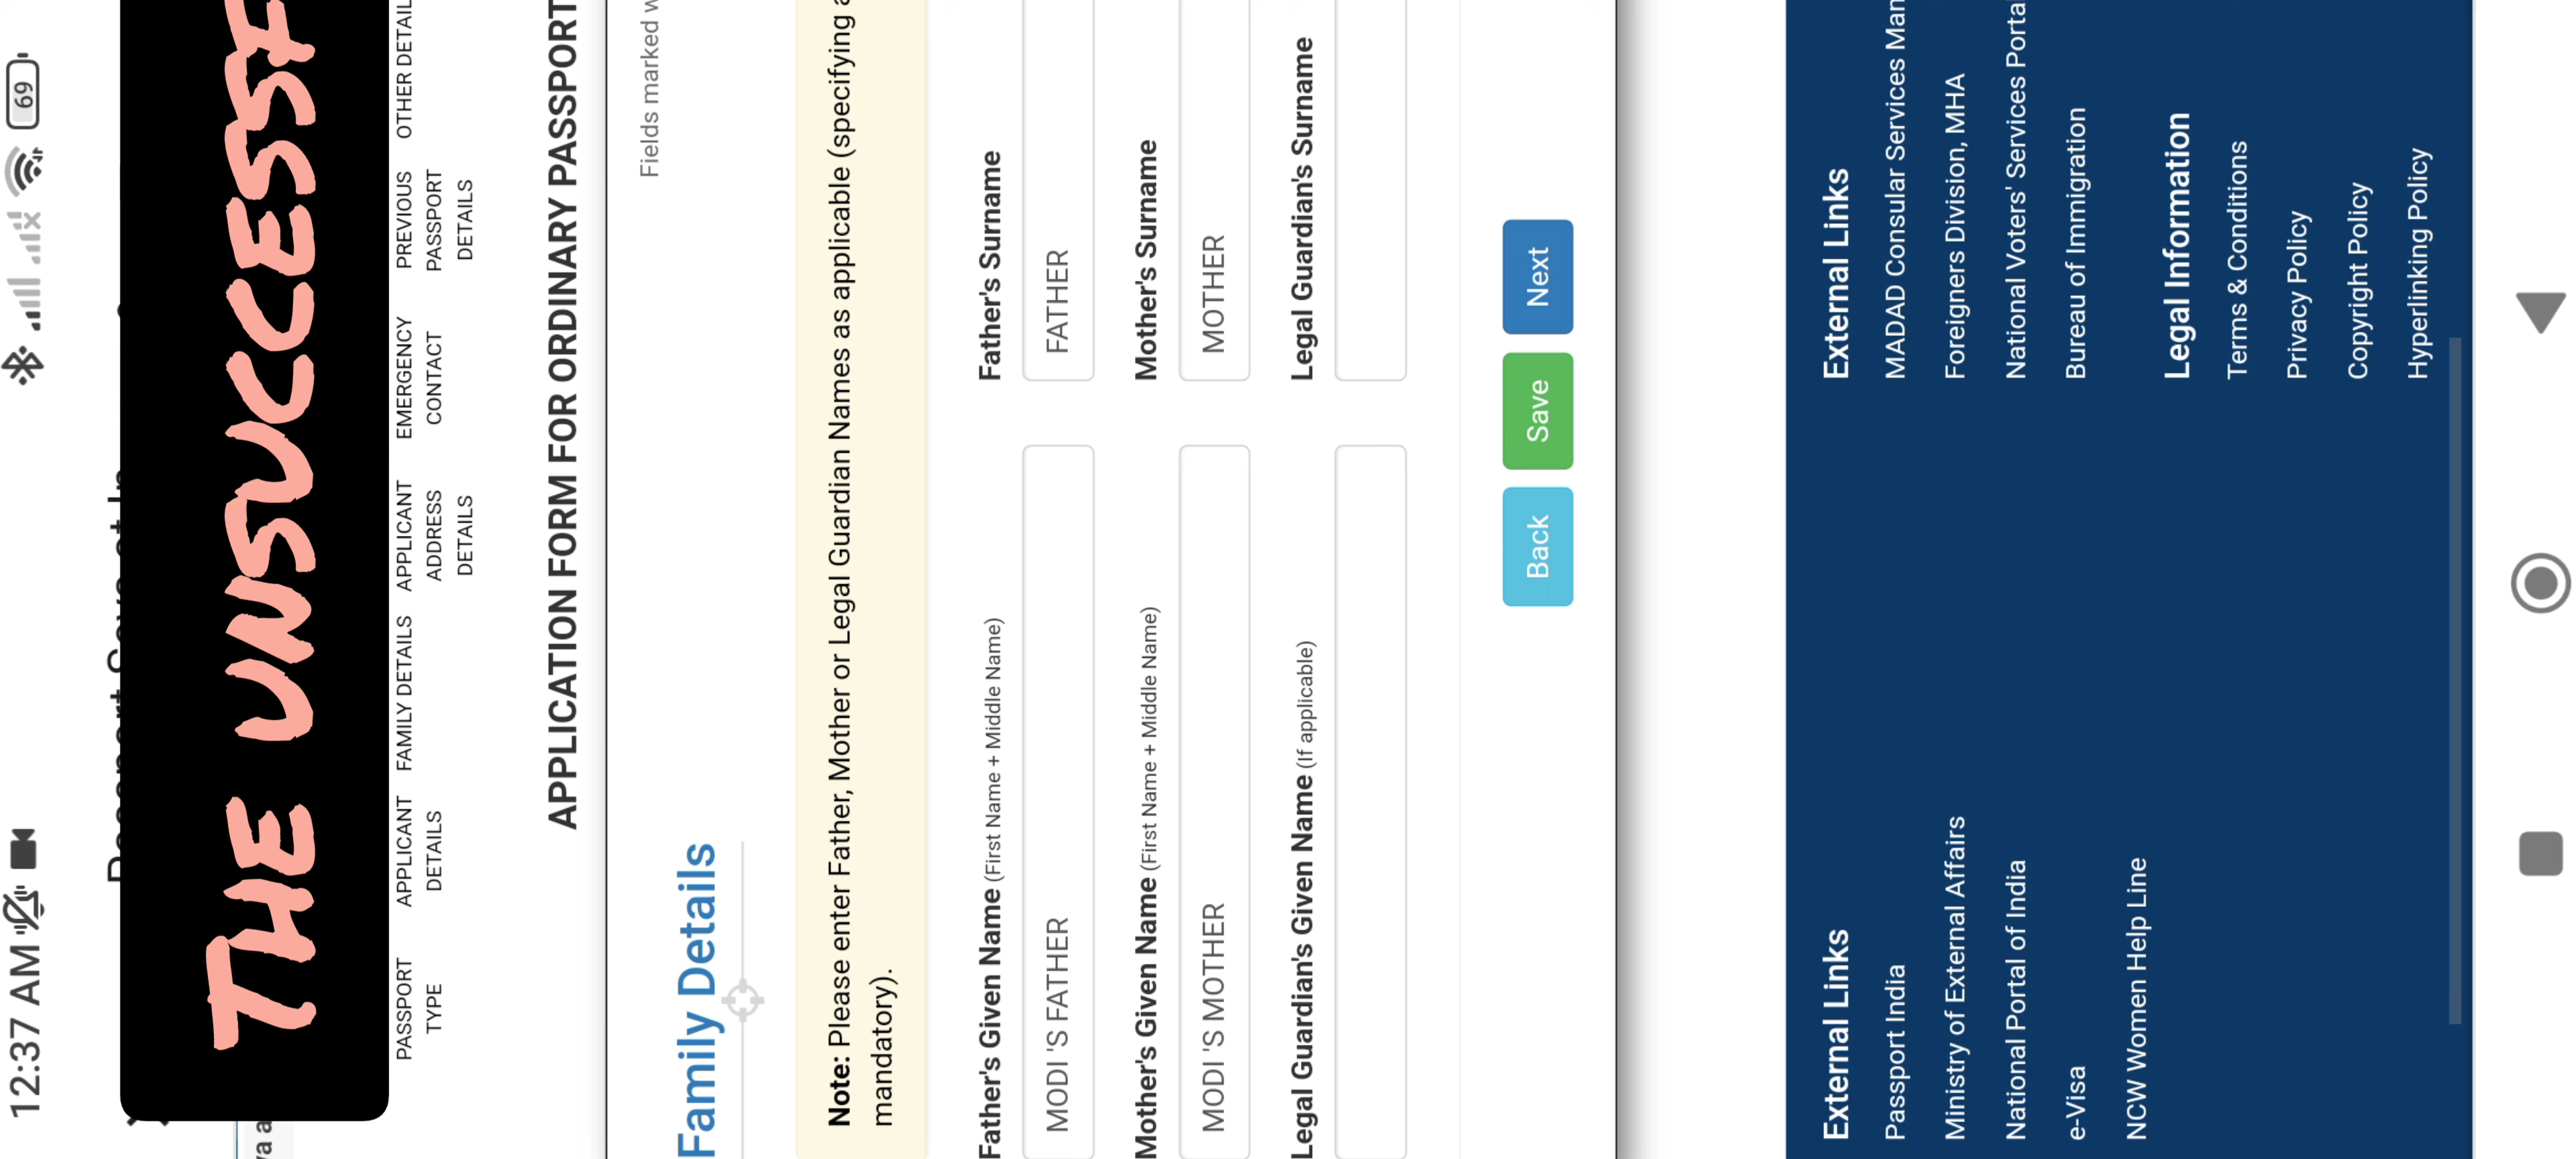 12:37 AM
69
THE UNSUCCESSF
PASSPORT TYPE
APPLICANT DETAILS
FAMILY DETAILS
APPLICANT ADDRESS DETAILS
EMERGENCY CONTACT
PREVIOUS PASSPORT DETAILS
OTHER DETAIL
APPLICATION FORM FOR ORDINARY PASSPORT
Fields marked w
Family Details
Note: Please enter Father, Mother or Legal Guardian Names as applicable (specifying a
mandatory).
Father's Given Name (First Name + Middle Name)
Father's Surname
MODI 'S FATHER
FATHER
Mother's Given Name (First Name + Middle Name)
Mother's Surname
MODI 'S MOTHER
MOTHER
Legal Guardian's Given Name (If applicable)
Legal Guardian's Surname
Back Save Next
External Links
Passport India
Ministry of External Affairs
National Portal of India
e-Visa
NCW Women Help Line
External Links
MADAD Consular Services Man
Foreigners Division, MHA
National Voters' Services Porta
Bureau of Immigration
Legal Information
Terms & Conditions
Privacy Policy
Copyright Policy
Hyperlinking Policy